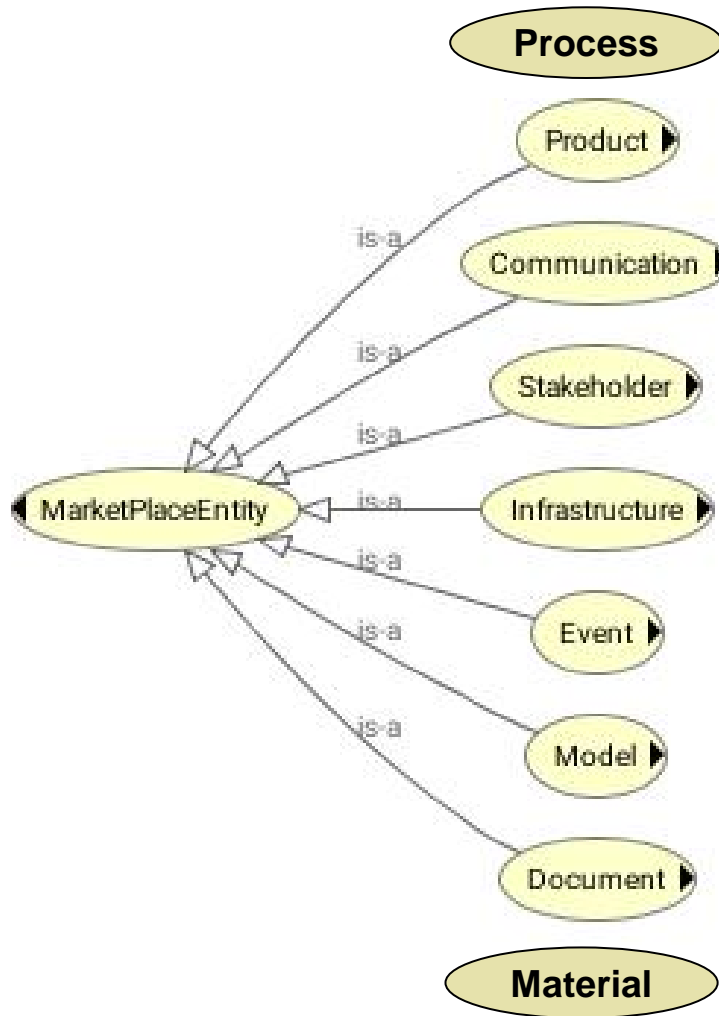 Process
Product
is-a
Communication
is-a
Stakeholder
is-a
MarketPlaceEntity
is-a
Infrastructure
is-a
Event
is-a
Model
is-a
Document
Material